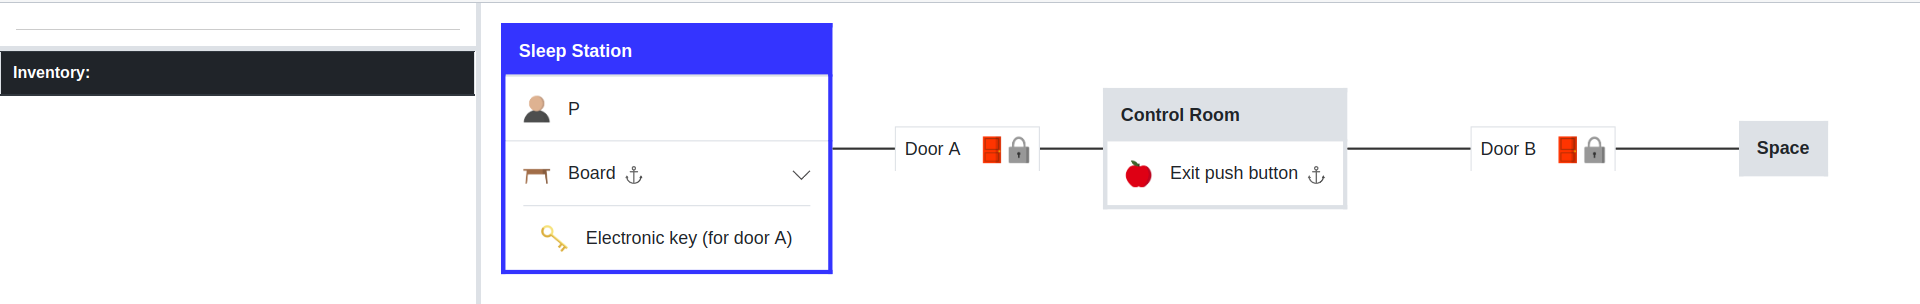 Inventory:
Sleep Station
P
Board
Electronic key (for door A)
Door A
Control Room
Exit push button
Door B
Space